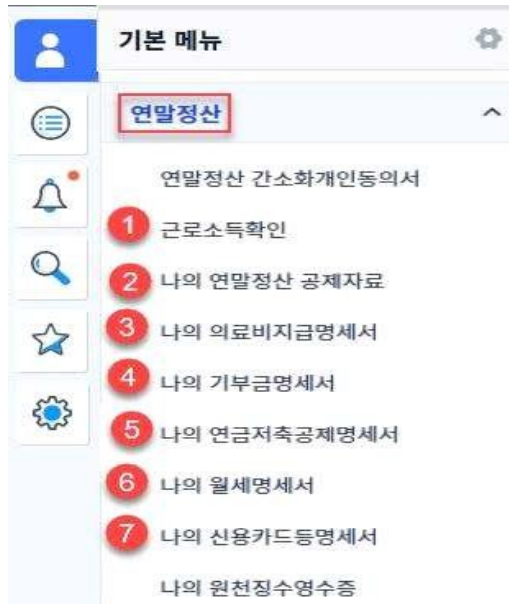 기본 메뉴
연말정산
연말정산 간소화개인동의서
1 근로소득확인
2 나의 연말정산 공제자료
3 나의 의료비지급명세서
4 나의 기부금명세서
5 나의 연금저축공제명세서
6 나의 월세명세서
7 나의 신용카드등명세서
나의 원천징수영수증